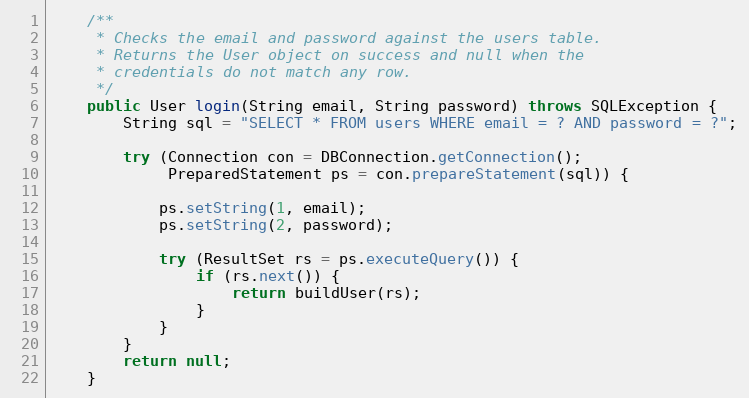 1     /**
2      * Checks the email and password against the users table.
3      * Returns the User object on success and null when the
4      * credentials do not match any row.
5      */
6     public User login(String email, String password) throws SQLException {
7         String sql = "SELECT * FROM users WHERE email = ? AND password = ?";
8
9         try (Connection con = DBConnection.getConnection();
10              PreparedStatement ps = con.prepareStatement(sql)) {
11
12             ps.setString(1, email);
13             ps.setString(2, password);
14
15             try (ResultSet rs = ps.executeQuery()) {
16                 if (rs.next()) {
17                     return buildUser(rs);
18                 }
19             }
20         }
21         return null;
22     }